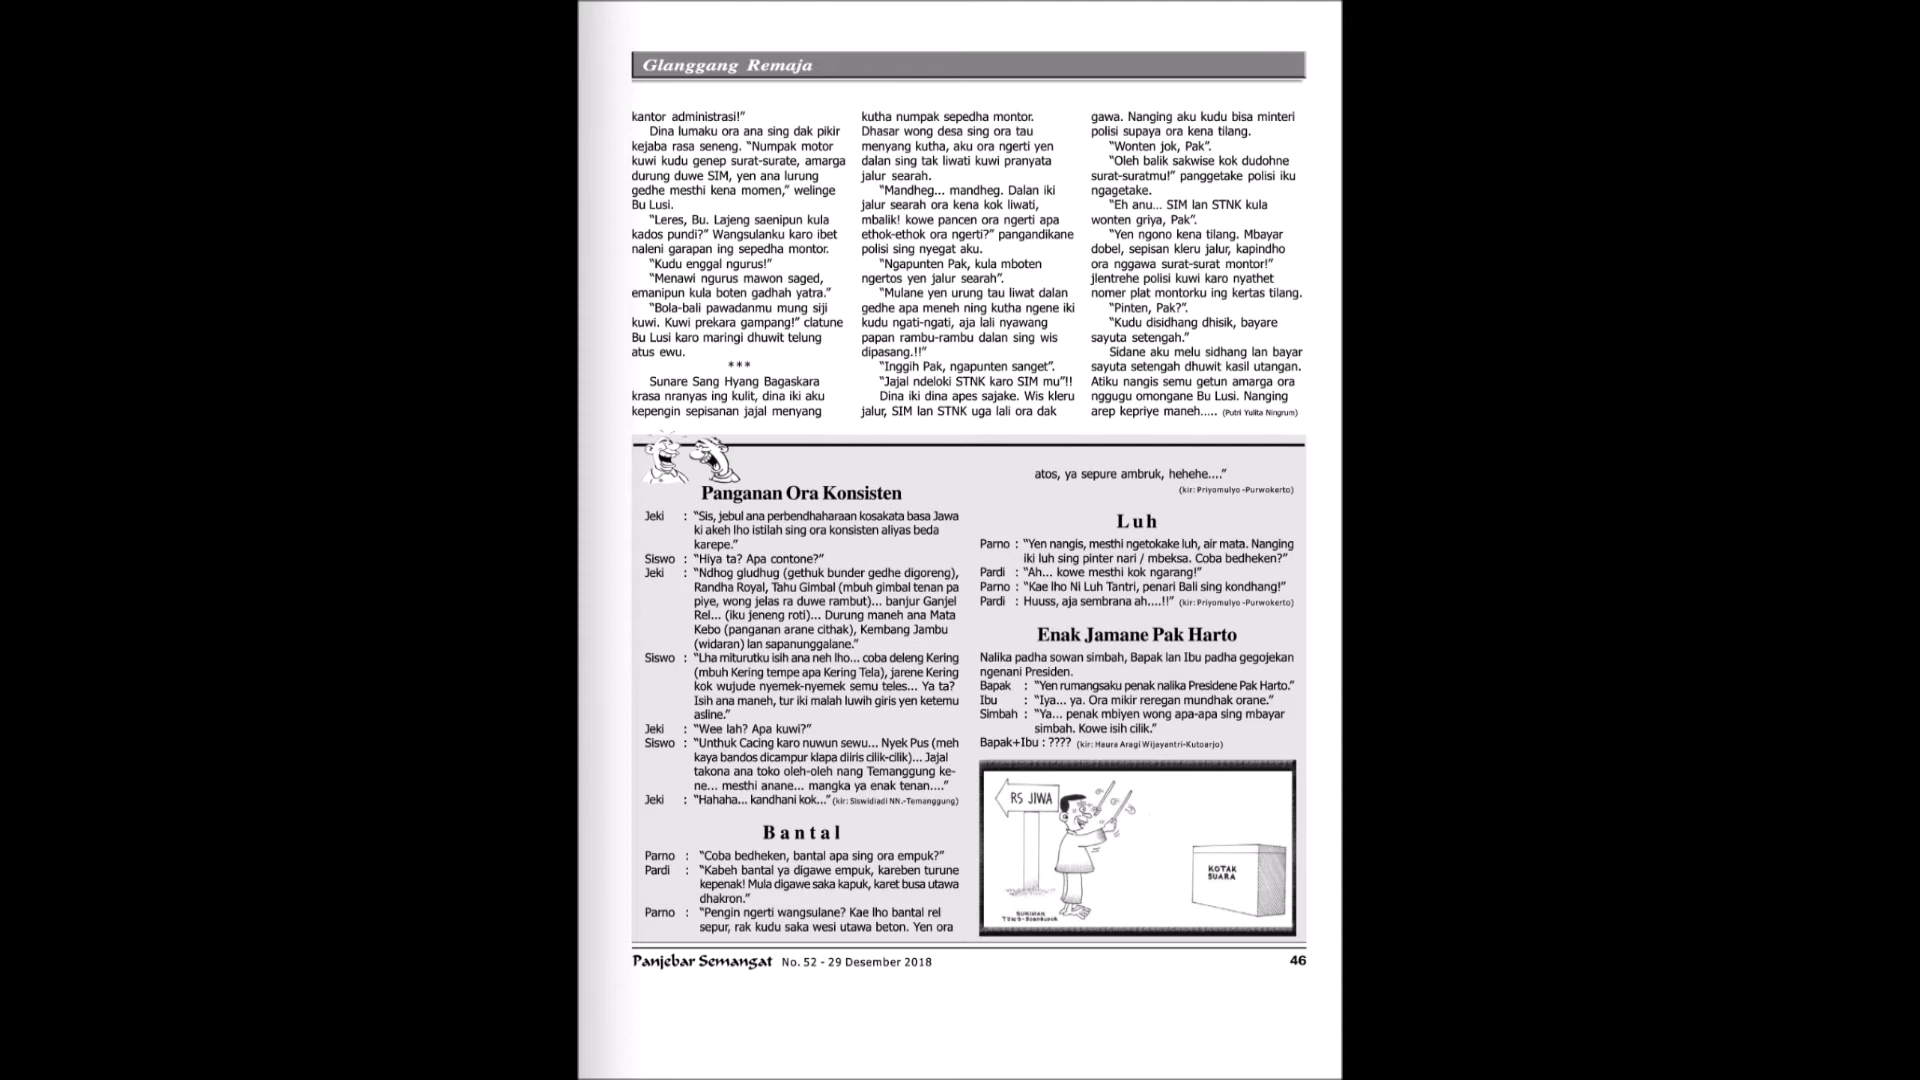 Glanggang Remaja
kantor administrasi!”
Dina lumaku ora ana sing dak pikir
kejaba rasa seneng. “Numpak motor
kuwi kudu genep surat-surate, amarga
durung duwe SIM, yen ana lurung
gedhe mesthi kena momen,” welinge
Bu Lusi.
“Leres, Bu. Lajeng saenipun kula
kados pundi?” Wangsulanku karo ibet
naleni garapan ing sepedha montor.
“Kudu enggal ngurus!”
“Menawi ngurus mawon saged,
emanipun kula boten gadhah yatra.”
“Bola-bali pawadanmu mung siji
kuwi. Kuwi prekara gampang!” clatune
Bu Lusi karo maringi dhuwit telung
atus ewu.
***
Sunare Sang Hyang Bagaskara
krasa nranyas ing kulit, dina iki aku
kepengin sepisanan jajal menyang
kutha numpak sepedha montor.
Dhasar wong desa sing ora tau
menyang kutha, aku ora ngerti yen
dalan sing tak liwati kuwi pranyata
jalur searah.
“Mandheg... mandheg. Dalan iki
jalur searah ora kena kok liwati,
mbalik! kowe pancen ora ngerti apa
ethok-ethok ora ngerti?” pangandikane
polisi sing nyegat aku.
“Ngapunten Pak, kula mboten
ngertos yen jalur searah”.
“Mulane yen urung tau liwat dalan
gedhe apa meneh ning kutha ngene iki
kudu ngati-ngati, aja lali nyawang
papan rambu-rambu dalan sing wis
dipasang.!!”
“Inggih Pak, ngapunten sanget”.
“Jajal ndeloki STNK karo SIM mu”!!
Dina iki dina apes sajake. Wis kleru
jalur, SIM lan STNK uga lali ora dak
gawa. Nanging aku kudu bisa minteri
polisi supaya ora kena tilang.
“Wonten jok, Pak”.
“Oleh balik sakwise kok dudohne
surat-suratmu!” panggetake polisi iku
ngagetake.
“Eh anu... SIM lan STNK kula
wonten griya, Pak”.
“Yen ngono kena tilang. Mbayar
dobel, sepisan kleru jalur, kapindho
ora nggawa surat-surat montor!”
jlentrehe polisi kuwi karo nyathet
nomer plat montorku ing kertas tilang.
“Pinten, Pak?”.
“Kudu disidhang dhisik, bayare
sayuta setengah.”
Sidane aku melu sidhang lan bayar
sayuta setengah dhuwit kasil utangan.
Atiku nangis semu getun amarga ora
nggugu omongane Bu Lusi. Nanging
arep kepriye maneh..... (Putri Yulita Ningrum)
Panganan Ora Konsisten
Jeki : “Sis, jebul ana perbendhaharaan kosakata basa Jawa
ki akeh lho istilah sing ora konsisten aliyas beda
karepe.”
Siswo : “Hiya ta? Apa contone?”
Jeki : “Ndhog gludhug (gethuk bunder gedhe digoreng),
Randha Royal, Tahu Gimbal (mbuh gimbal tenan pa
piye, wong jelas ra duwe rambut)... banjur Ganjel
Rel... (iku jeneng roti)... Durung maneh ana Mata
Kebo (panganan arane cithak), Kembang Jambu
(widaran) lan sapanunggalane.”
Siswo : “Lha miturutku isih ana neh lho... coba deleng Kering
(mbuh Kering tempe apa Kering Tela), jarene Kering
kok wujude nyemek-nyemek semu teles... Ya ta?
Isih ana maneh, tur iki malah luwih giris yen ketemu
asline.”
Jeki : “Wee lah? Apa kuwi?”
Siswo : “Unthuk Cacing karo nuwun sewu... Nyek Pus (meh
kaya bandos dicampur klapa diiris cilik-cilik)... Jajal
takona ana toko oleh-oleh nang Temanggung ke-
ne... mesthi anane... mangka ya enak tenan....”
Jeki : “Hahaha... kandhani kok...” (kir: Siswidiadi NN.-Temanggung)
Bantal
Parno : “Coba bedheken, bantal apa sing ora empuk?”
Pardi : “Kabeh bantal ya digawe empuk, kareben turune
kepenak! Mula digawe saka kapuk, karet busa utawa
dhakron.”
Parno : “Pengin ngerti wangsulane? Kae lho bantal rel
sepur, rak kudu saka wesi utawa beton. Yen ora
atos, ya sepure ambruk, hehehe....”
(kir: Priyomulyo -Purwokerto)
Luh
Parno : “Yen nangis, mesthi ngetokake luh, air mata. Nanging
iki luh sing pinter nari / mbeksa. Coba bedheken?”
Pardi : “Ah... kowe mesthi kok ngarang!”
Parno : “Kae lho Ni Luh Tantri, penari Bali sing kondhang!”
Pardi : Huuss, aja sembrana ah....!!” (kir: Priyomulyo -Purwokerto)
Enak Jamane Pak Harto
Nalika padha sowan simbah, Bapak lan Ibu padha gegojekan
ngenani Presiden.
Bapak : “Yen rumangsaku penak nalika Presidene Pak Harto.”
Ibu : “Iya... ya. Ora mikir reregan mundhak orane.”
Simbah : “Ya... penak mbiyen wong apa-apa sing mbayar
simbah. Kowe isih cilik.”
Bapak+Ibu : ???? (kir: Haura Aragi Wijayantri-Kutoarjo)
RS JIWA
KOTAK
SUARA
Panjebar Semangat No. 52 - 29 Desember 2018
46